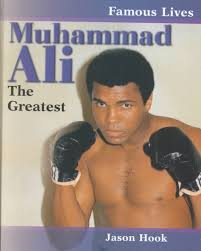 Famous Lives
Muhammad
Ali
The
Greatest
Jason Hook